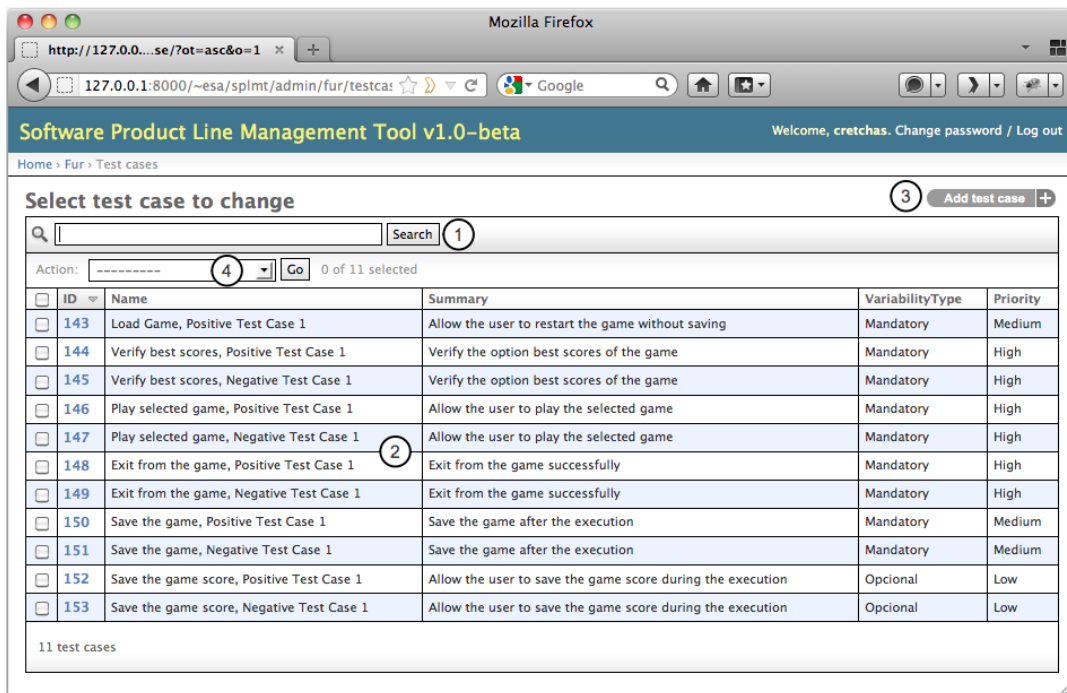 Mozilla Firefox
http://127.0.0....se/?ot=asc&o=1 × +
127.0.0.1:8000/~esa/splmt/admin/fur/testcas Google
Software Product Line Management Tool v1.0-beta Welcome, cretchas. Change password / Log out
Home › Fur › Test cases
Select test case to change 3 Add test case +
Search 1
Action: --------- 4 Go 0 of 11 selected
ID Name Summary VariabilityType Priority
143 Load Game, Positive Test Case 1 Allow the user to restart the game without saving Mandatory Medium
144 Verify best scores, Positive Test Case 1 Verify the option best scores of the game Mandatory High
145 Verify best scores, Negative Test Case 1 Verify the option best scores of the game Mandatory High
146 Play selected game, Positive Test Case 1 Allow the user to play the selected game Mandatory High
147 Play selected game, Negative Test Case 1 Allow the user to play the selected game Mandatory High
2
148 Exit from the game, Positive Test Case 1 Exit from the game successfully Mandatory High
149 Exit from the game, Negative Test Case 1 Exit from the game successfully Mandatory High
150 Save the game, Positive Test Case 1 Save the game after the execution Mandatory Medium
151 Save the game, Negative Test Case 1 Save the game after the execution Mandatory Medium
152 Save the game score, Positive Test Case 1 Allow the user to save the game score during the execution Opcional Low
153 Save the game score, Negative Test Case 1 Allow the user to save the game score during the execution Opcional Low
11 test cases